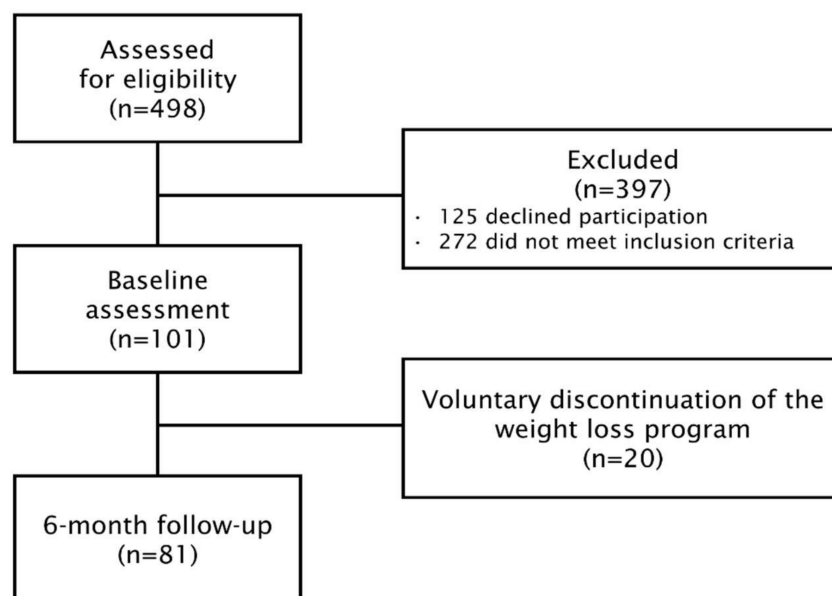 Assessed
for eligibility
(n=498)
Excluded
(n=397)
· 125 declined participation
· 272 did not meet inclusion criteria
Baseline
assessment
(n=101)
Voluntary discontinuation of the
weight loss program
(n=20)
6-month follow-up
(n=81)